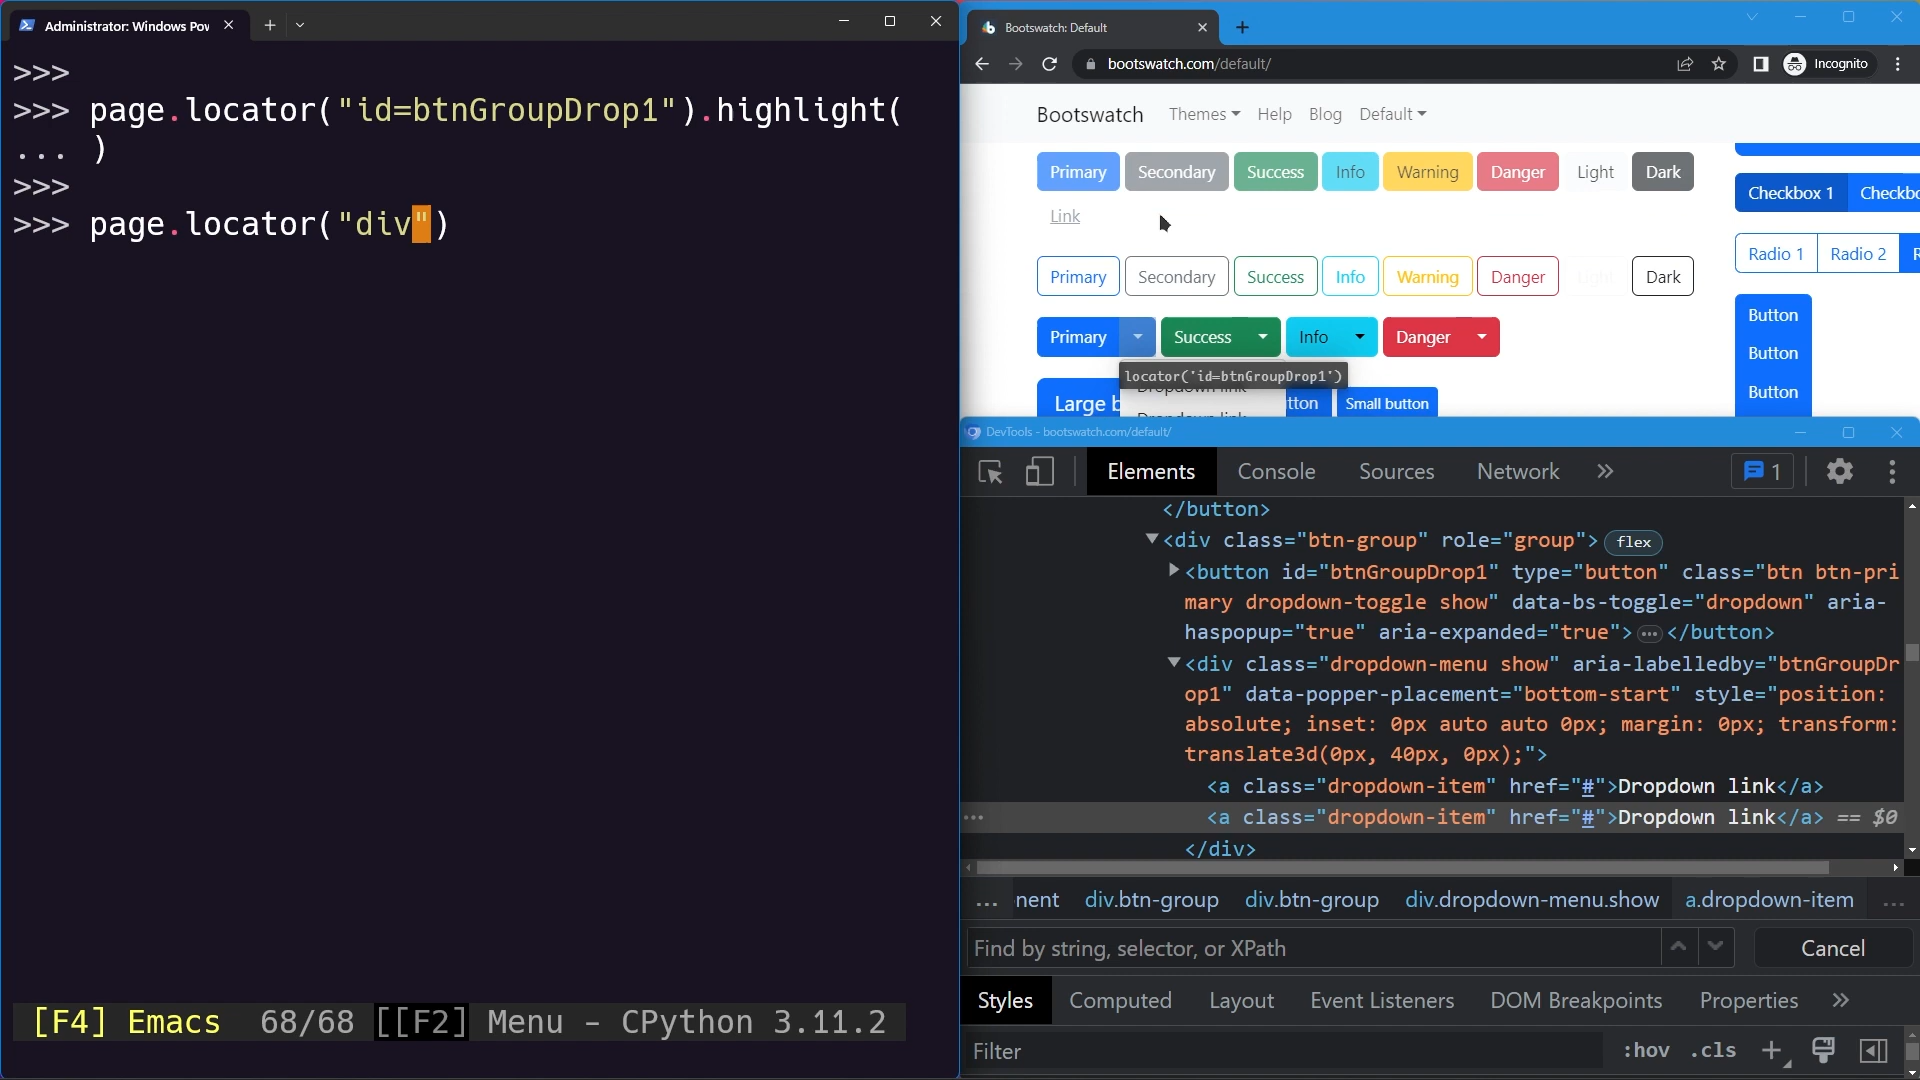 Administrator: Windows Pov
>>>
>>> page.locator("id=btnGroupDrop1").highlight(
... )
>>>
>>> page.locator("div")
[F4] Emacs 68/68 [[F2] Menu - CPython 3.11.2
Bootswatch: Default
bootswatch.com/default/
Incognito
Bootswatch Themes Help Blog Default
Primary Secondary Success Info Warning Danger Light Dark
Link
Primary Secondary Success Info Warning Danger Dark
Primary Success Info Danger
locator('id=btnGroupDrop1')
Dropdown link
Large b
tton Small button
Dropdown link
Checkbox 1 Checkbo
Radio 1 Radio 2 R
Button
Button
Button
DevTools - bootswatch.com/default/
Elements Console Sources Network 1
</button>
<div class="btn-group" role="group"> flex
<button id="btnGroupDrop1" type="button" class="btn btn-pri
mary dropdown-toggle show" data-bs-toggle="dropdown" aria-
haspopup="true" aria-expanded="true"> … </button>
<div class="dropdown-menu show" aria-labelledby="btnGroupDr
op1" data-popper-placement="bottom-start" style="position:
absolute; inset: 0px auto auto 0px; margin: 0px; transform:
translate3d(0px, 40px, 0px);">
<a class="dropdown-item" href="#">Dropdown link</a>
... <a class="dropdown-item" href="#">Dropdown link</a> == $0
</div>
... nent div.btn-group div.btn-group div.dropdown-menu.show a.dropdown-item ...
Find by string, selector, or XPath Cancel
Styles Computed Layout Event Listeners DOM Breakpoints Properties
Filter :hov .cls